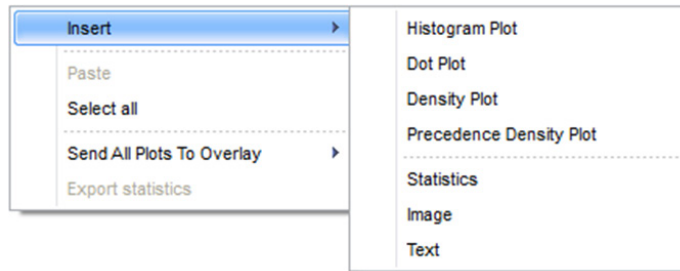 Insert
Paste
Select all
Send All Plots To Overlay
Export statistics
Histogram Plot
Dot Plot
Density Plot
Precedence Density Plot
Statistics
Image
Text